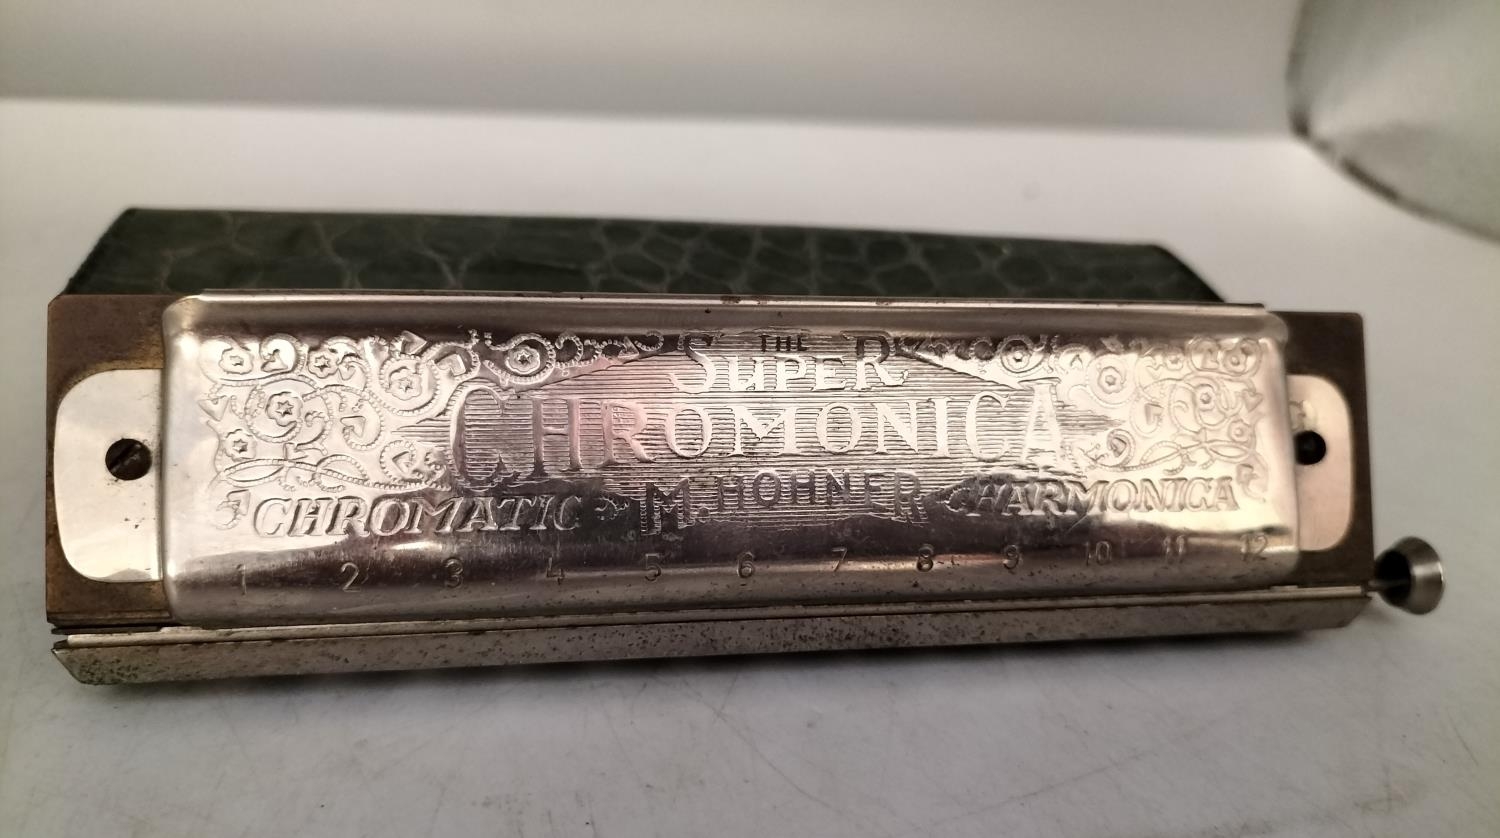 THE
SUPER
CHROMONICA
CHROMATIC M. HOHNER HARMONICA
1 2 3 4 5 6 7 8 9 10 11 12